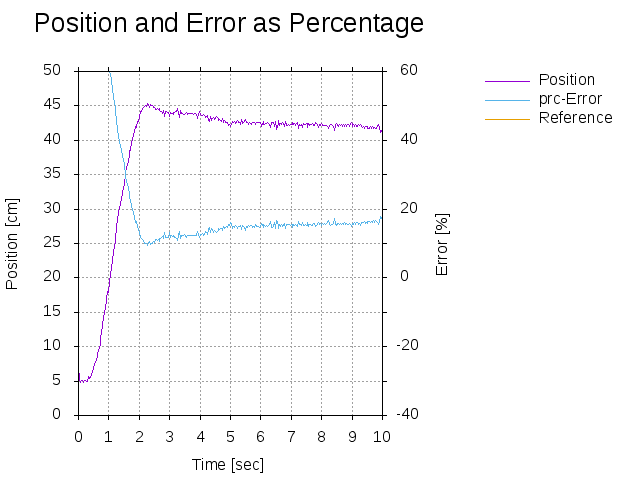 Position and Error as Percentage
50
45
40
35
30
25
20
15
10
5
0
Position [cm]
0 1 2 3 4 5 6 7 8 9 10
Time [sec]
60
40
20
0
-20
-40
Error [%]
Position
prc-Error
Reference